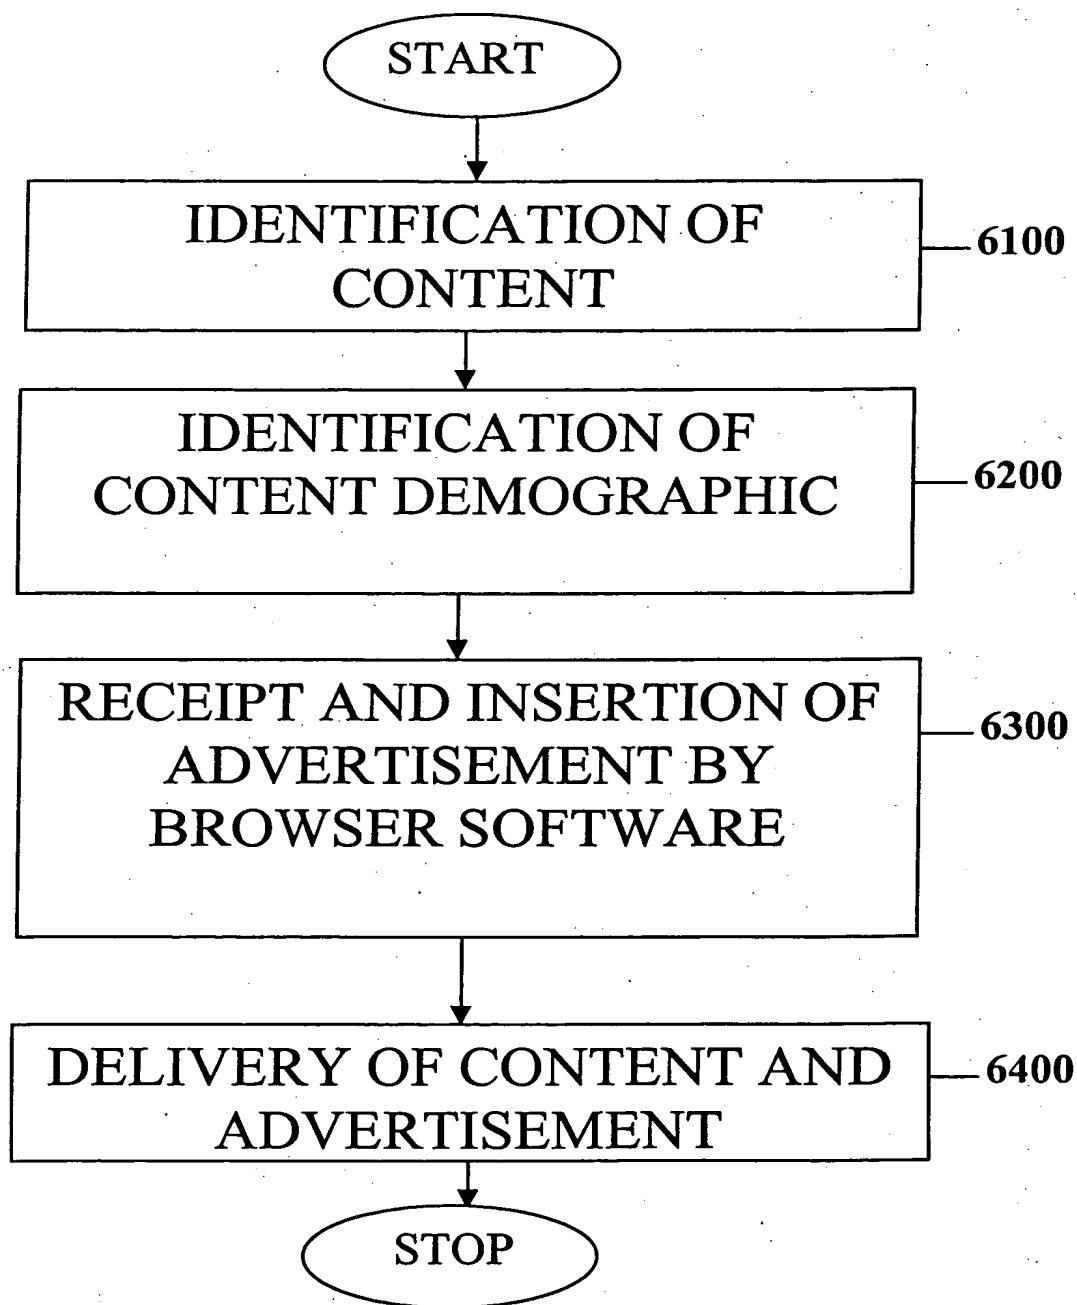 START
IDENTIFICATION OF
CONTENT
6100
IDENTIFICATION OF
CONTENT DEMOGRAPHIC
6200
RECEIPT AND INSERTION OF
ADVERTISEMENT BY
BROWSER SOFTWARE
6300
DELIVERY OF CONTENT AND
ADVERTISEMENT
6400
STOP